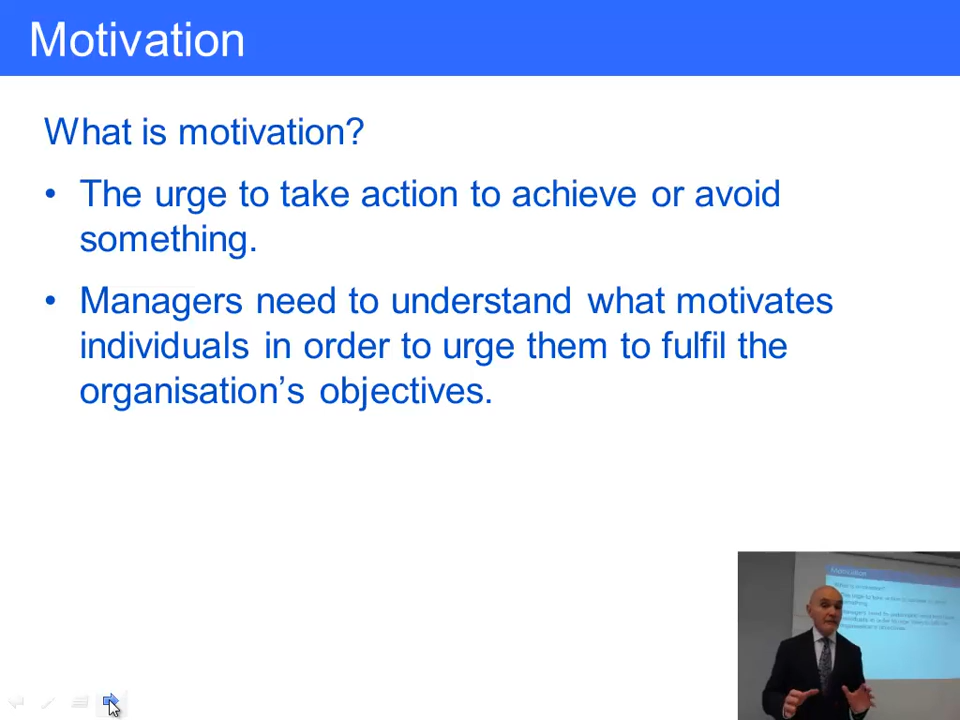 Motivation
What is motivation?
• The urge to take action to achieve or avoid
something.
• Managers need to understand what motivates
individuals in order to urge them to fulfil the
organisation's objectives.
Motivation